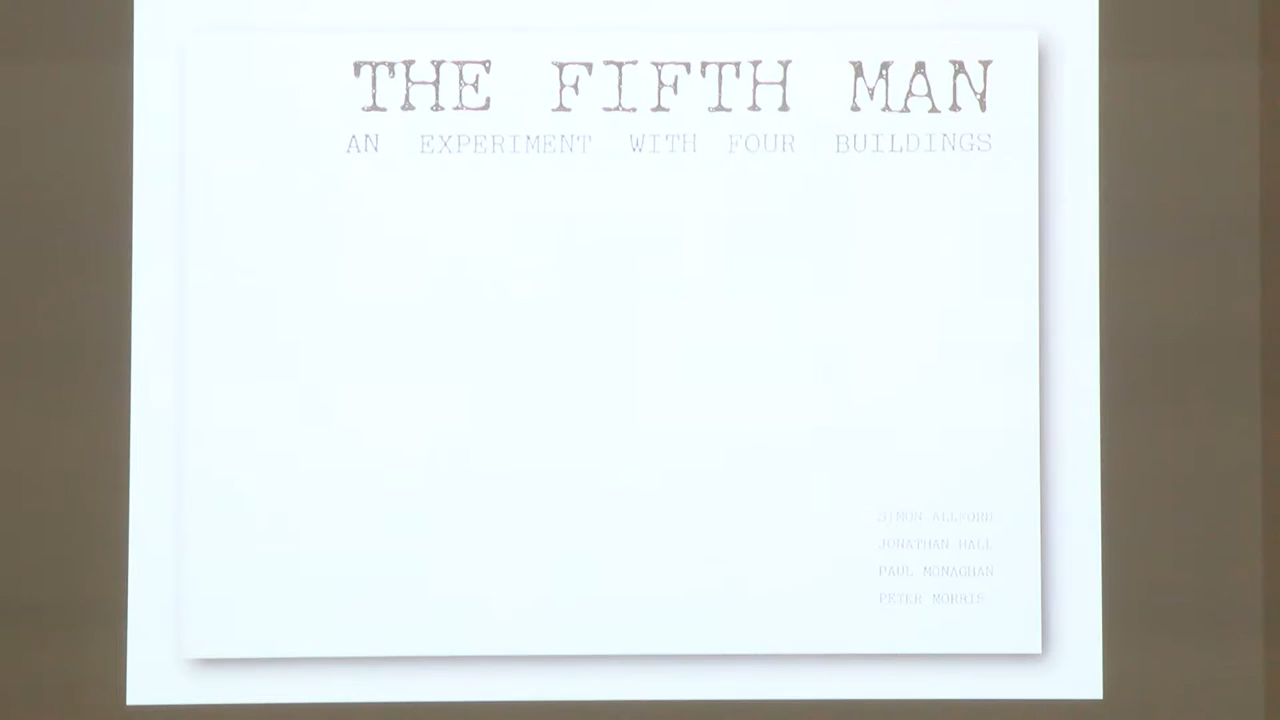 THE FIFTH MAN
AN EXPERIMENT WITH FOUR BUILDINGS
SIMON ALLFORD
JONATHAN HALL
PAUL MONAGHAN
PETER MORRIS